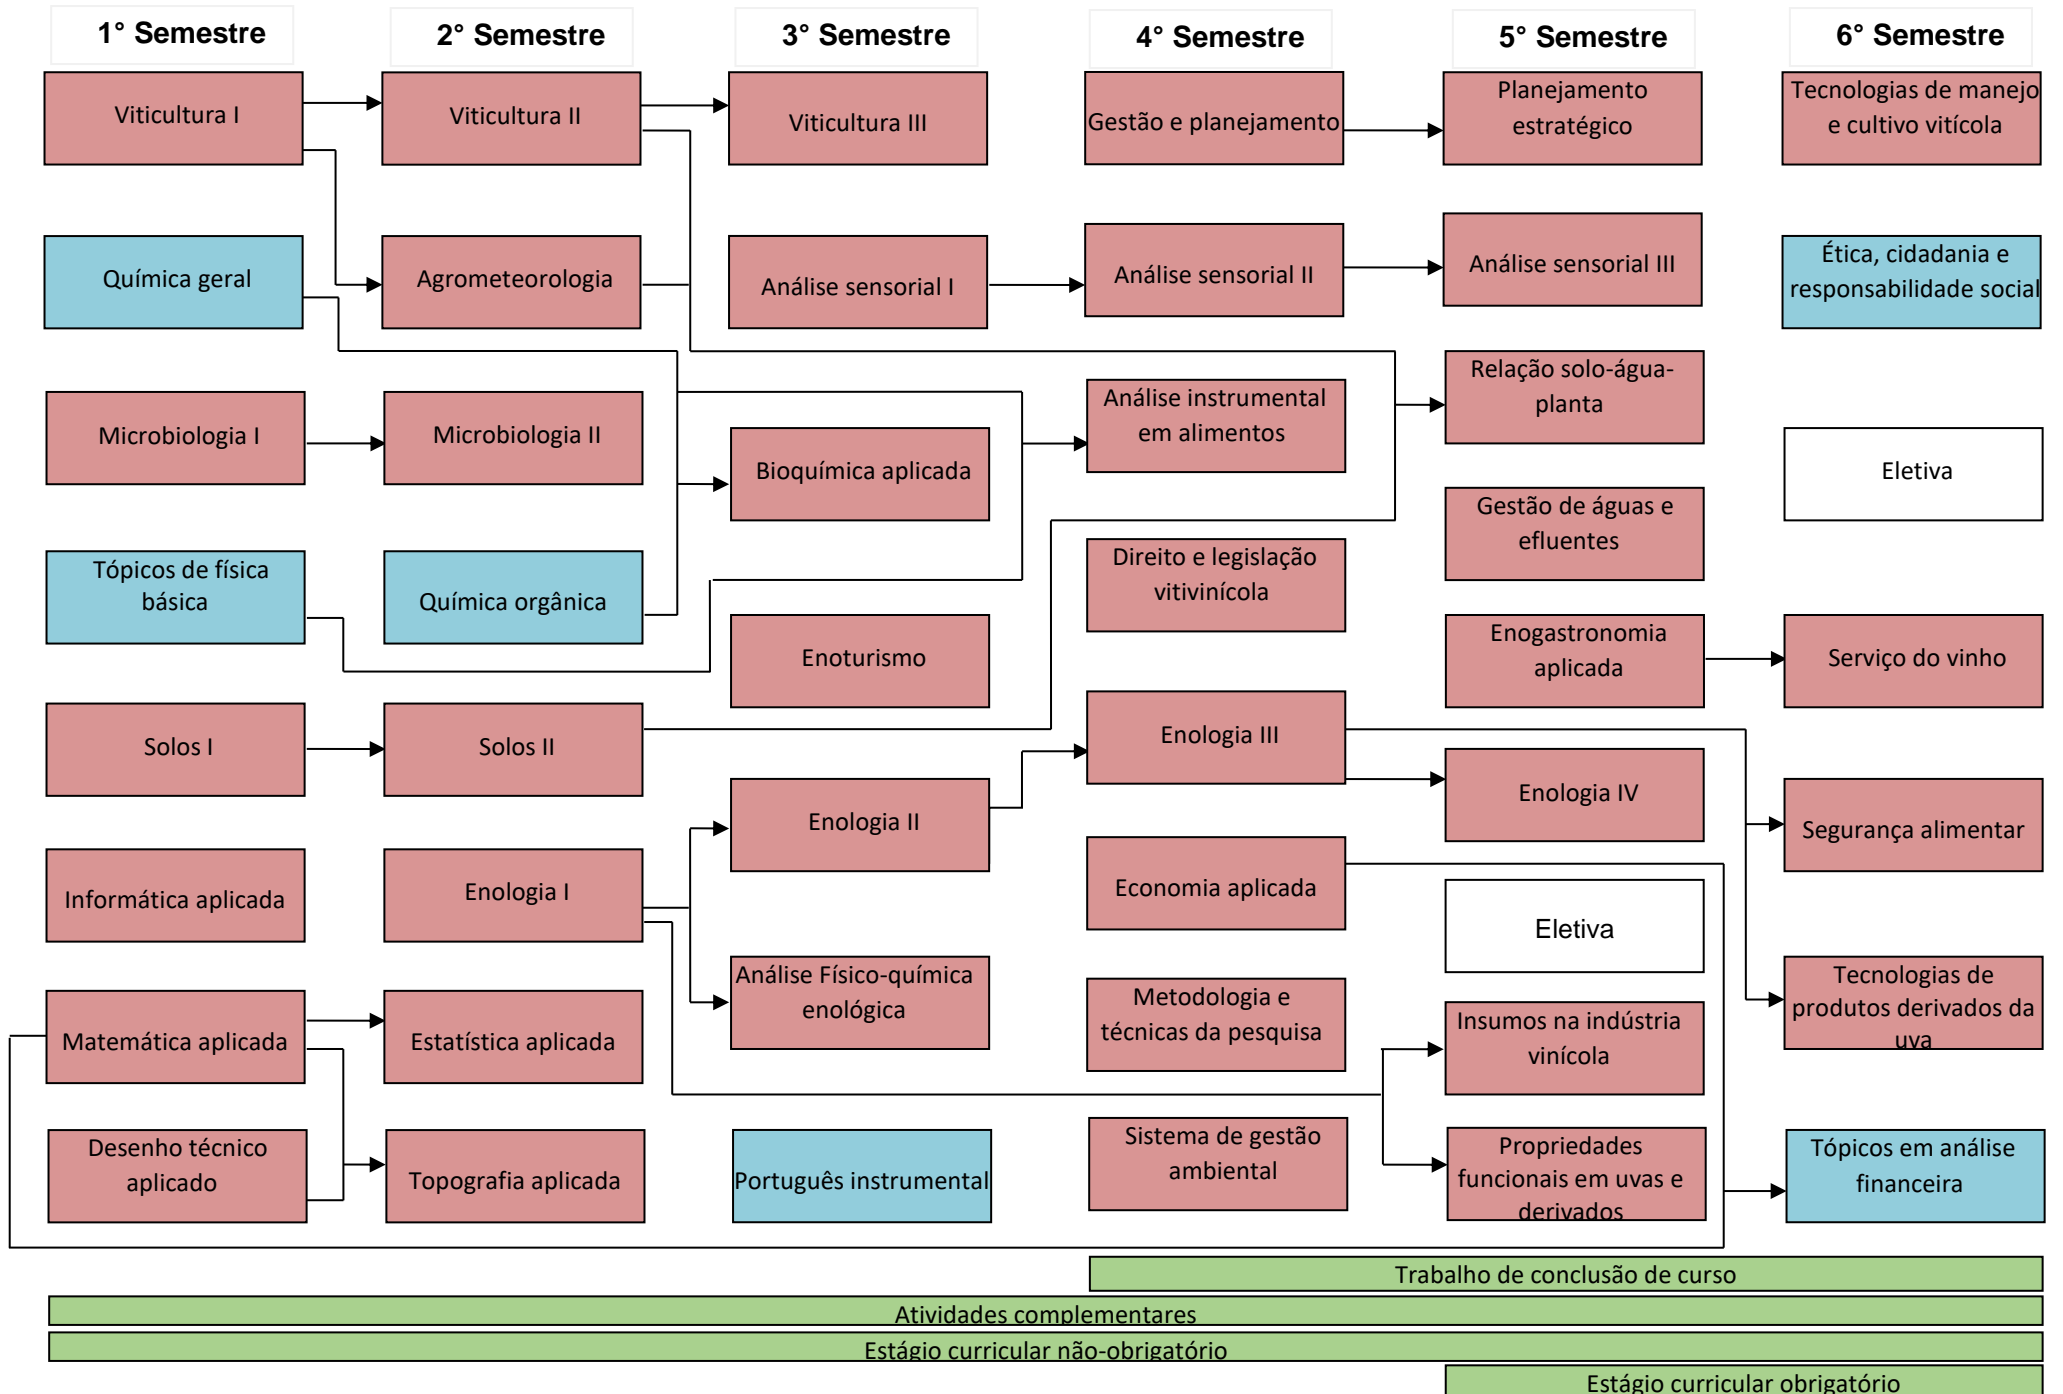 1° Semestre
2° Semestre
3° Semestre
4° Semestre
5° Semestre
6° Semestre
Viticultura I
Viticultura II
Viticultura III
Gestão e planejamento
Planejamento
estratégico
Tecnologias de manejo
e cultivo vitícola
Química geral
Agrometeorologia
Análise sensorial I
Análise sensorial II
Análise sensorial III
Ética, cidadania e
responsabilidade social
Microbiologia I
Microbiologia II
Bioquímica aplicada
Análise instrumental
em alimentos
Relação solo-água-
planta
Eletiva
Tópicos de física
básica
Química orgânica
Enoturismo
Direito e legislação
vitivinícola
Gestão de águas e
efluentes
Enogastronomia
aplicada
Serviço do vinho
Solos I
Solos II
Enologia II
Enologia III
Enologia IV
Segurança alimentar
Informática aplicada
Enologia I
Análise Físico-química
enológica
Economia aplicada
Eletiva
Tecnologias de
produtos derivados da
uva
Matemática aplicada
Estatística aplicada
Metodologia e
técnicas da pesquisa
Insumos na indústria
vinícola
Desenho técnico
aplicado
Topografia aplicada
Português instrumental
Sistema de gestão
ambiental
Propriedades
funcionais em uvas e
derivados
Tópicos em análise
financeira
Trabalho de conclusão de curso
Atividades complementares
Estágio curricular não-obrigatório
Estágio curricular obrigatório